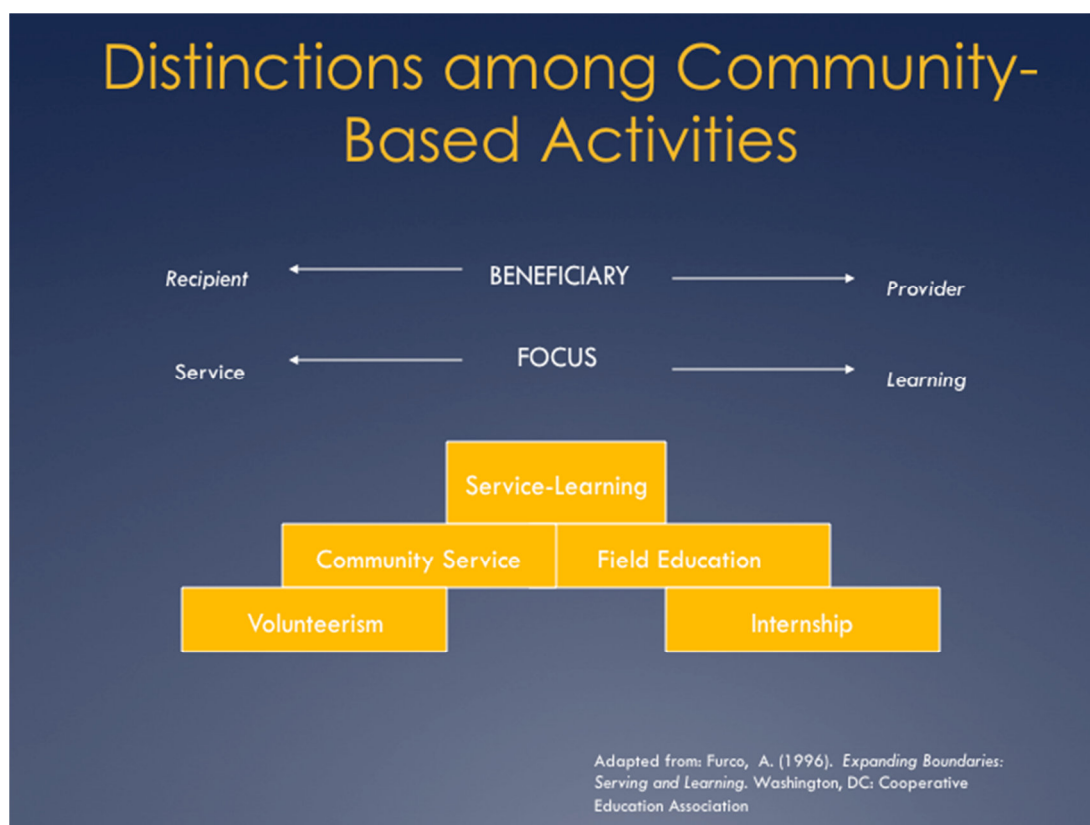 Distinctions among Community-
Based Activities
Recipient
BENEFICIARY
Provider
Service
FOCUS
Learning
Service-Learning
Community Service
Field Education
Volunteerism
Internship
Adapted from: Furco, A. (1996). Expanding Boundaries:
Serving and Learning. Washington, DC: Cooperative
Education Association